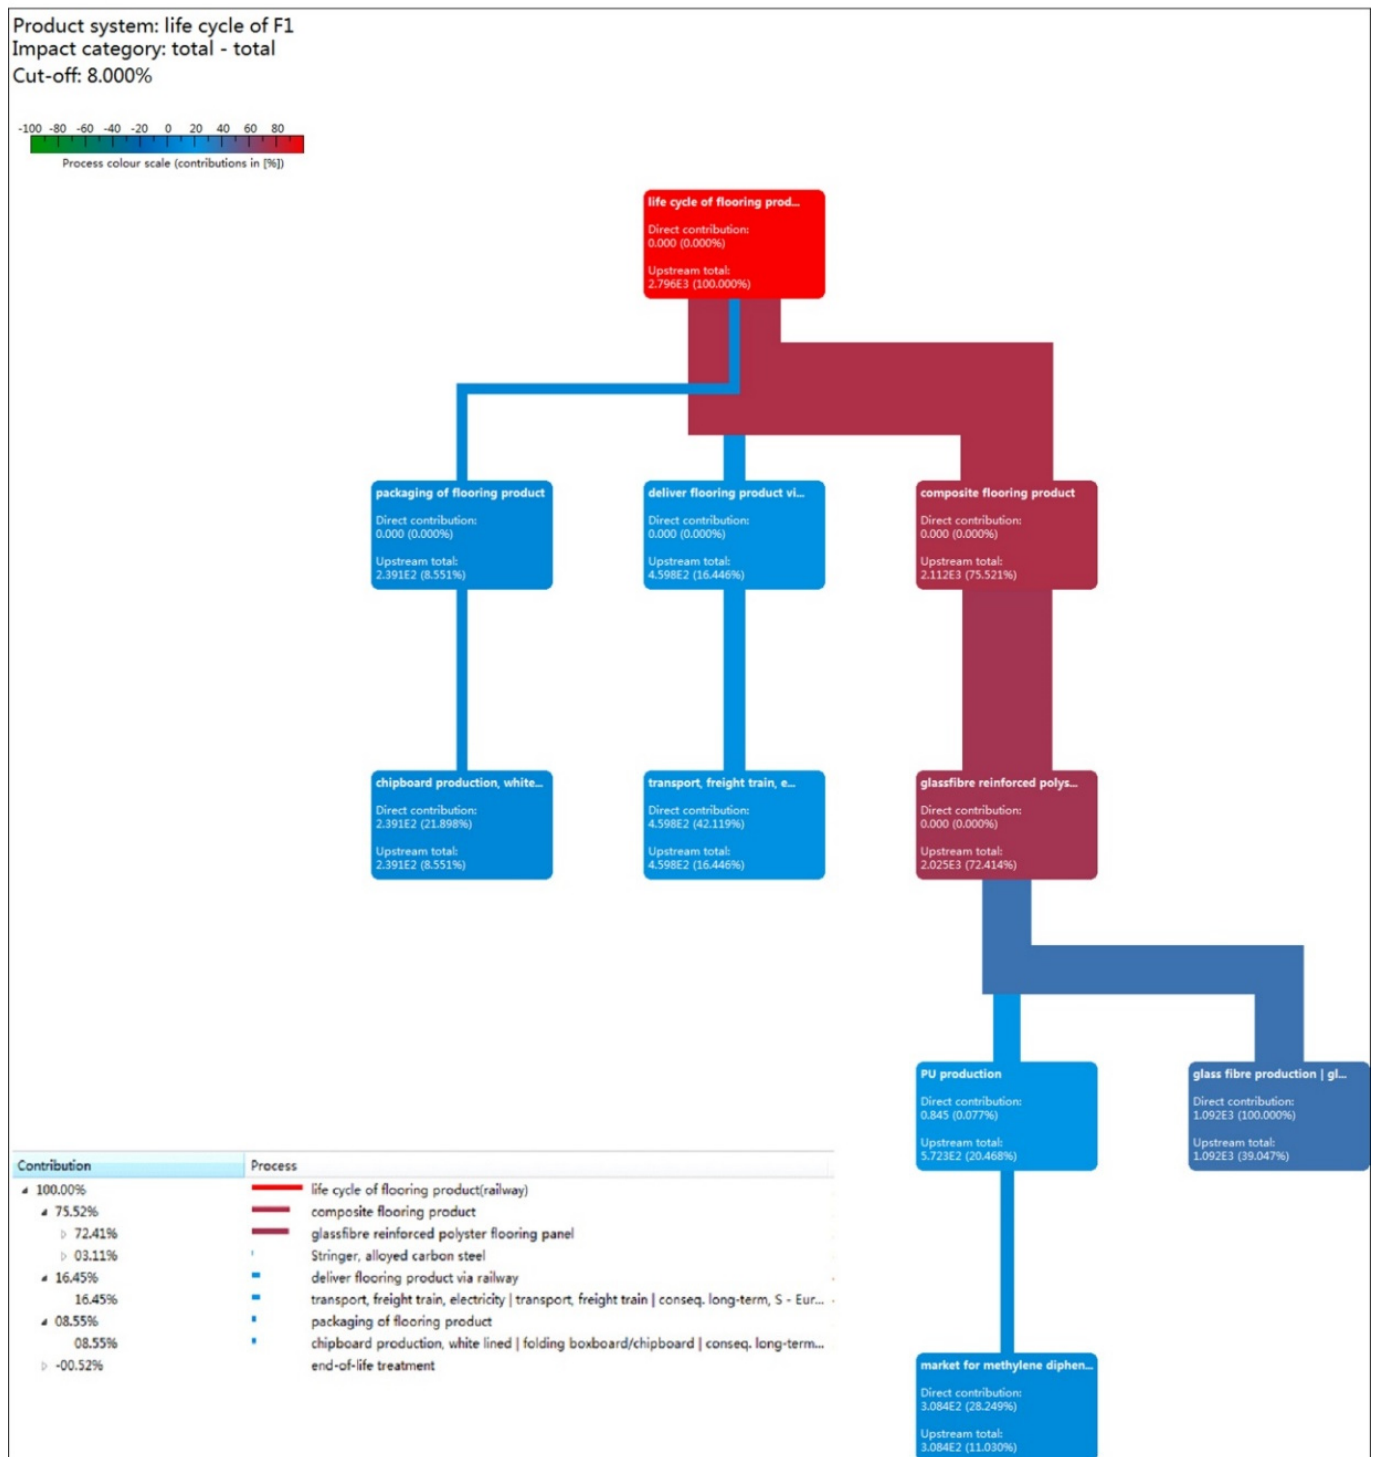 Product system: life cycle of F1
Impact category: total - total
Cut-off: 8.000%
-100 -80 -60 -40 -20 0 20 40 60 80
Process colour scale (contributions in [%])
life cycle of flooring prod...
Direct contribution:
0.000 (0.000%)
Upstream total:
2.796E3 (100.000%)
packaging of flooring product
Direct contribution:
0.000 (0.000%)
Upstream total:
2.391E2 (8.551%)
deliver flooring product vi...
Direct contribution:
0.000 (0.000%)
Upstream total:
4.598E2 (16.446%)
composite flooring product
Direct contribution:
0.000 (0.000%)
Upstream total:
2.112E3 (75.521%)
chipboard production, white...
Direct contribution:
2.391E2 (21.898%)
Upstream total:
2.391E2 (8.551%)
transport, freight train, e...
Direct contribution:
4.598E2 (42.119%)
Upstream total:
4.598E2 (16.446%)
glassfibre reinforced polys...
Direct contribution:
0.000 (0.000%)
Upstream total:
2.025E3 (72.414%)
PU production
Direct contribution:
0.845 (0.077%)
Upstream total:
5.723E2 (20.468%)
glass fibre production | gl...
Direct contribution:
1.092E3 (100.000%)
Upstream total:
1.092E3 (39.047%)
market for methylene diphen...
Direct contribution:
3.084E2 (28.249%)
Upstream total:
3.084E2 (11.030%)
Contribution Process
100.00% life cycle of flooring product(railway)
75.52% composite flooring product
72.41% glassfibre reinforced polyster flooring panel
03.11% Stringer, alloyed carbon steel
16.45% deliver flooring product via railway
16.45% transport, freight train, electricity | transport, freight train | conseq. long-term, S - Eur...
08.55% packaging of flooring product
08.55% chipboard production, white lined | folding boxboard/chipboard | conseq. long-term...
-00.52% end-of-life treatment